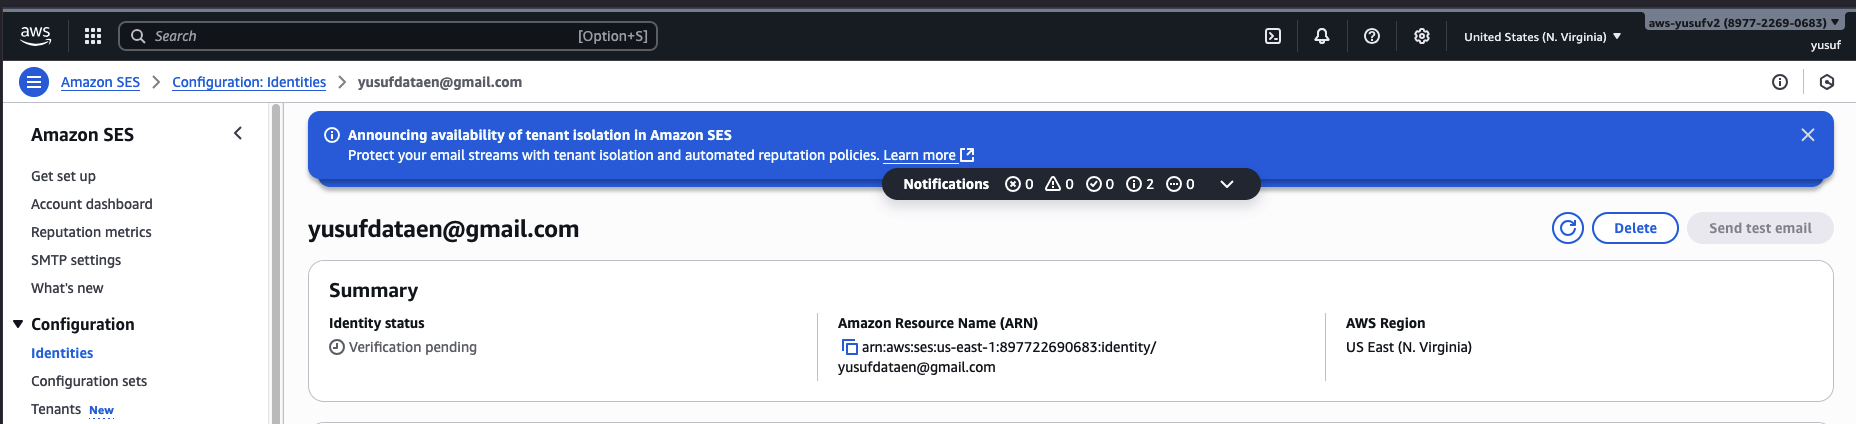 aws
Search
[Option+S]
United States (N. Virginia)
aws-yusufv2 (8977-2269-0683)
yusuf
Amazon SES
Configuration: Identities
yusufdataen@gmail.com
Amazon SES
Get set up
Account dashboard
Reputation metrics
SMTP settings
What's new
Configuration
Identities
Configuration sets
Tenants New
Announcing availability of tenant isolation in Amazon SES
Protect your email streams with tenant isolation and automated reputation policies. Learn more
Notifications 0 0 0 2 0
yusufdataen@gmail.com
Delete
Send test email
Summary
Identity status
Verification pending
Amazon Resource Name (ARN)
arn:aws:ses:us-east-1:897722690683:identity/
yusufdataen@gmail.com
AWS Region
US East (N. Virginia)